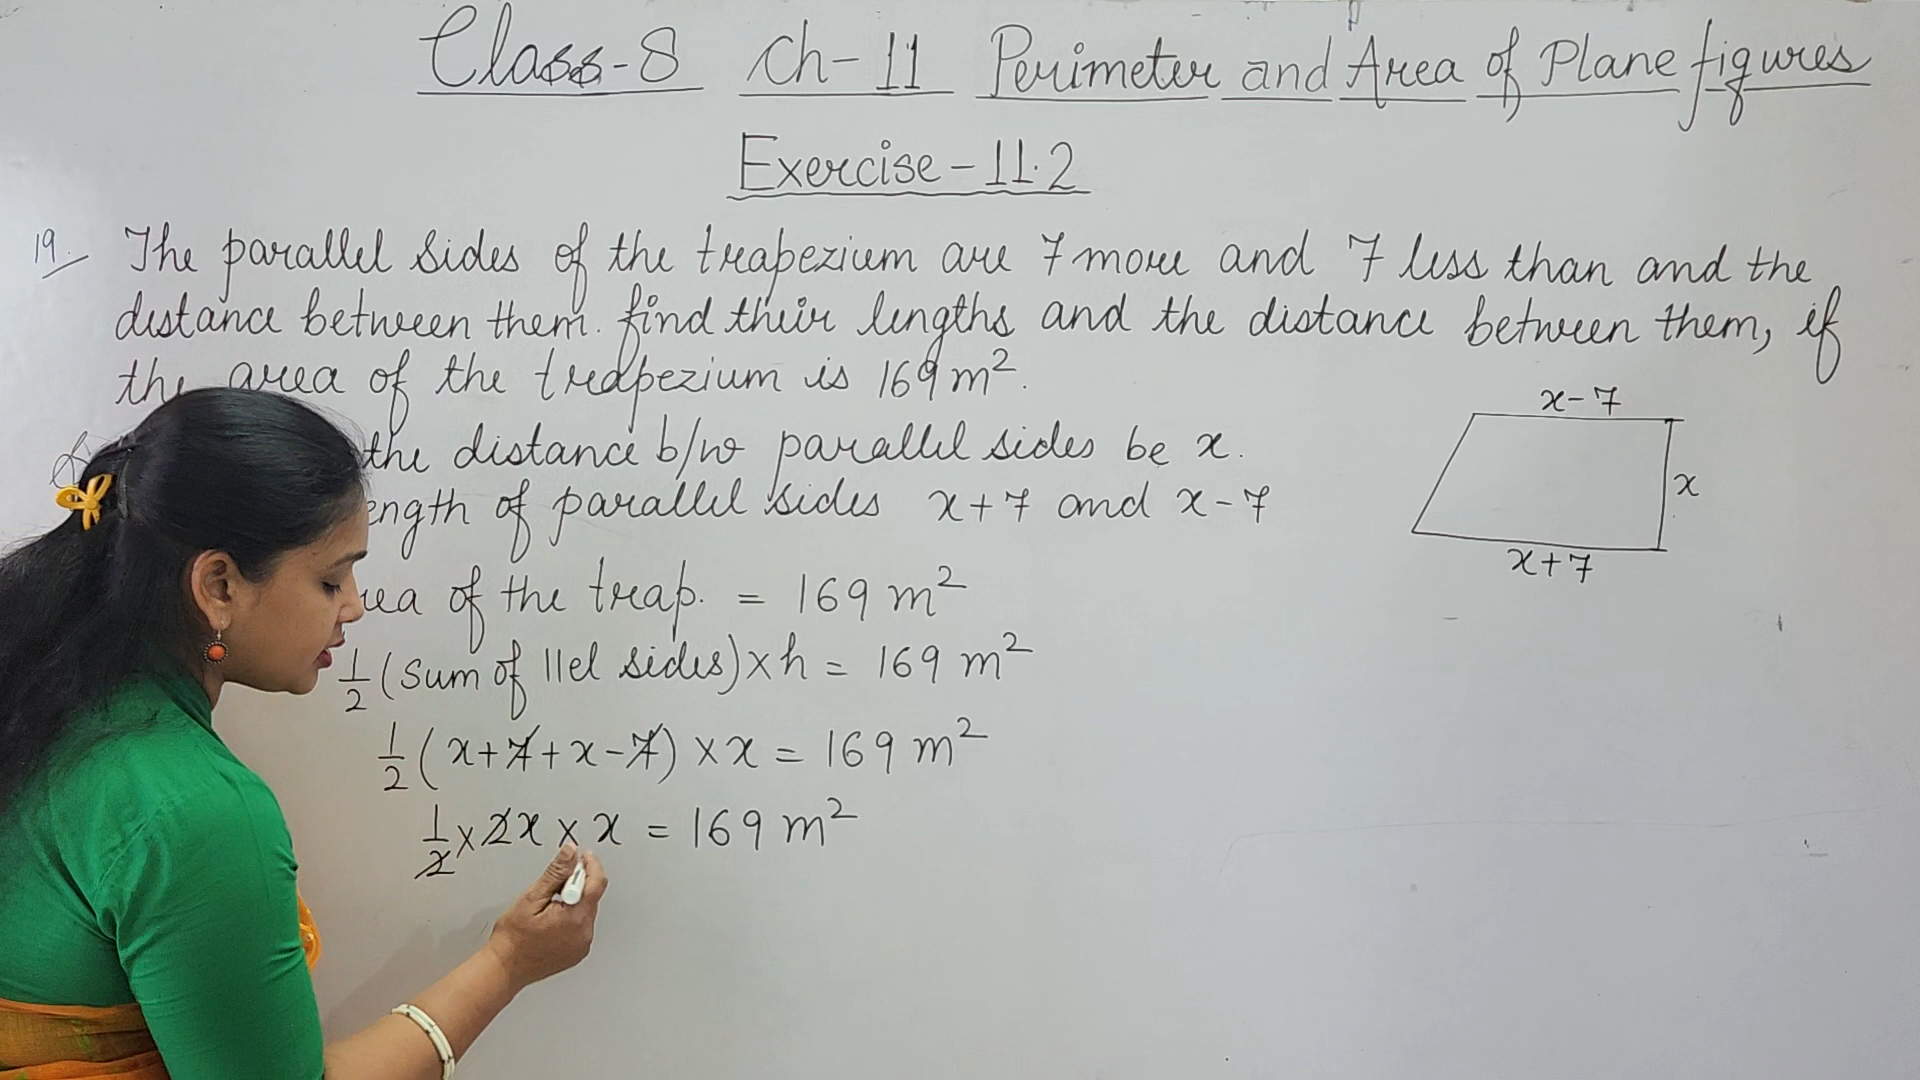 Class-8 Ch-11 Perimeter and Area of Plane figures
Exercise-11.2
19. The parallel sides of the trapezium are 7 more and 7 less than and the
distance between them. find their lengths and the distance between them, if
the area of the trapezium is 169 m².
the distance b/w parallel sides be x.
ength of parallel sides x+7 and x-7
of the trap. = 169 m²
1/2 (Sum of llel sides) × h = 169 m²
1/2 (x+7+x-7) × x = 169 m²
1/2 × 2x × x = 169 m²
x-7
x
x+7